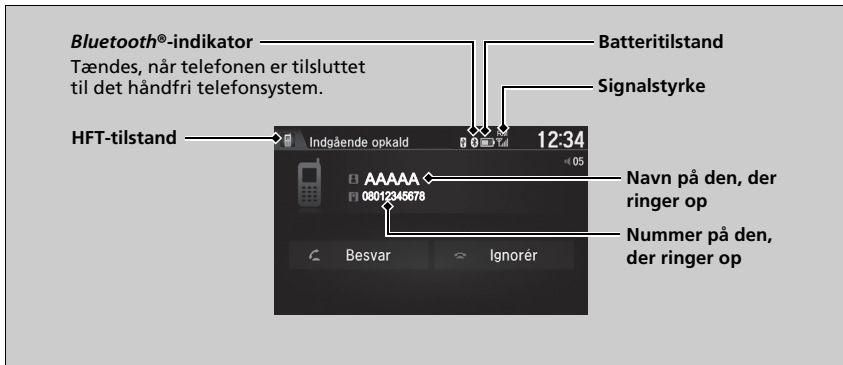 Bluetooth®-indikator
Tændes, når telefonen er tilsluttet
til det håndfri telefonsystem.
HFT-tilstand
Batteritilstand
Signalstyrke
Indgående opkald
12:34
05
AAAAA
08012345678
Navn på den, der
ringer op
Nummer på den,
der ringer op
Besvar
Ignorér